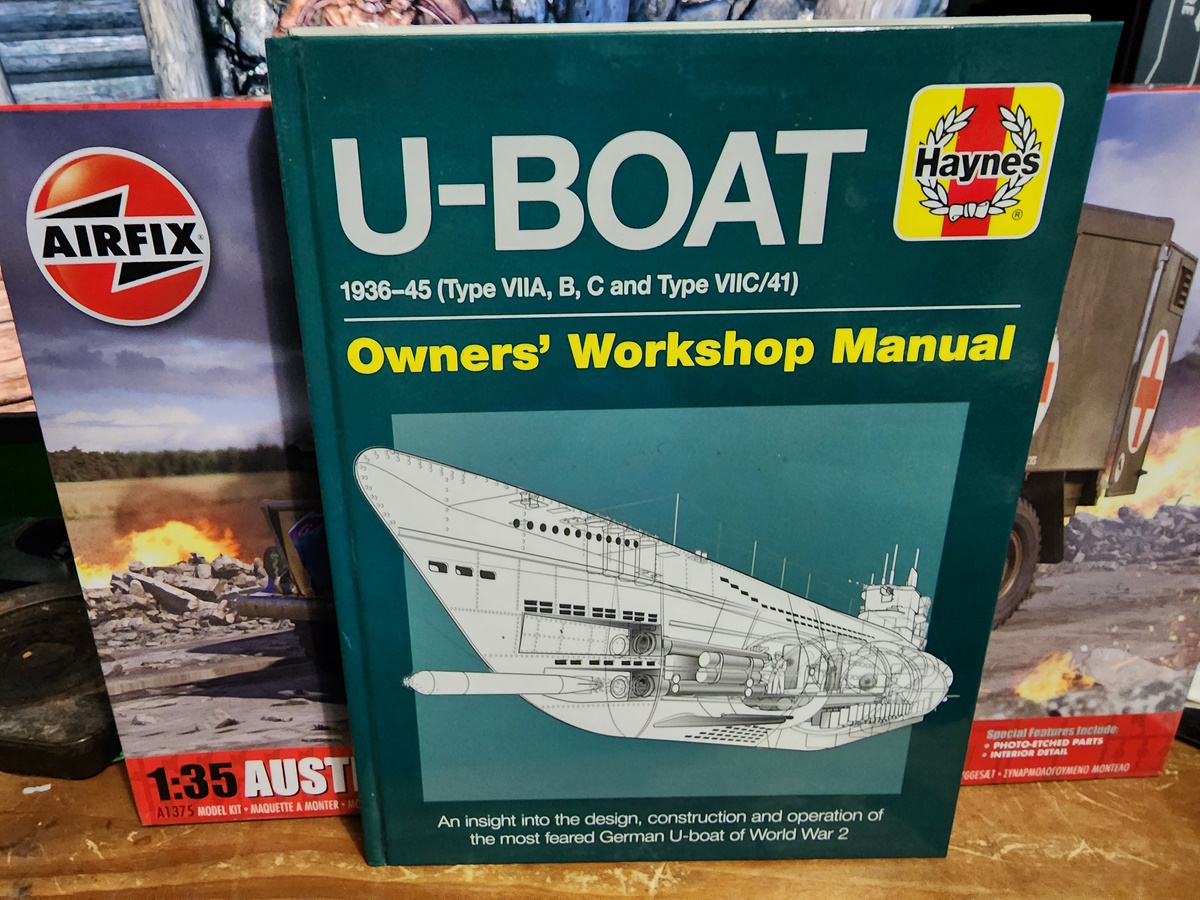 U-BOAT
Haynes
®
1936–45 (Type VIIA, B, C and Type VIIC/41)
Owners’ Workshop Manual
An insight into the design, construction and operation of
the most feared German U-boat of World War 2
AIRFIX
1:35 AUSTI
A1375 MODEL KIT • MAQUETTE A MONTER •
Special Features Include:
• PHOTO-ETCHED PARTS
• INTERIOR DETAIL
YGGESÆT • ΣΥΝΑΡΜΟΛΟΓΟΥΜΕΝΟ ΜΟΝΤΕΛΟ